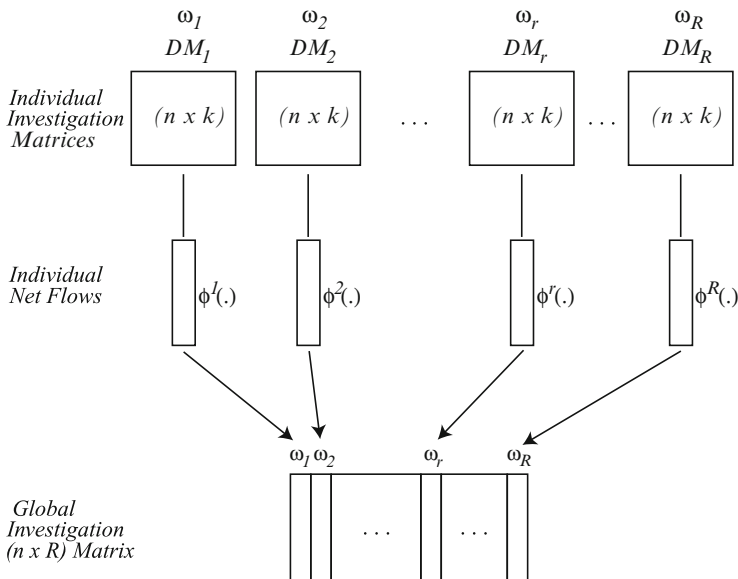 ω1 ω2 ωr ωR
DM1 DM2 DMr DMR
Individual
Investigation
Matrices
(n x k) (n x k) ... (n x k) ... (n x k)
Individual
Net Flows
ϕ1(.) ϕ2(.) ϕr(.) ϕR(.)
ω1 ω2 ωr ωR
Global
Investigation
(n x R) Matrix
... ...